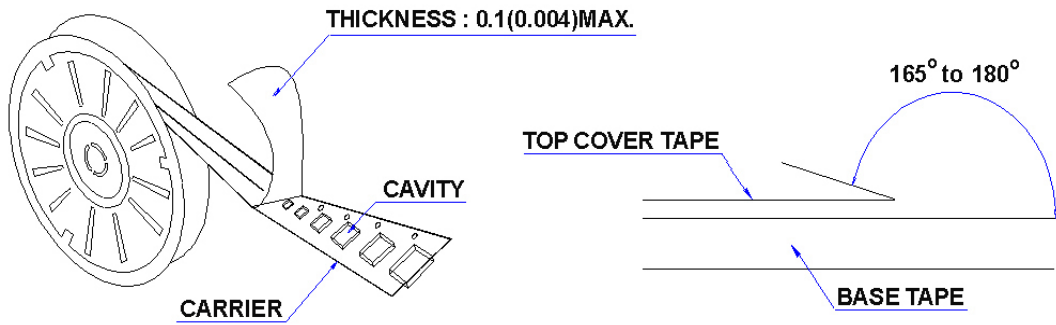 THICKNESS : 0.1(0.004)MAX.
CAVITY
CARRIER
165° to 180°
TOP COVER TAPE
BASE TAPE